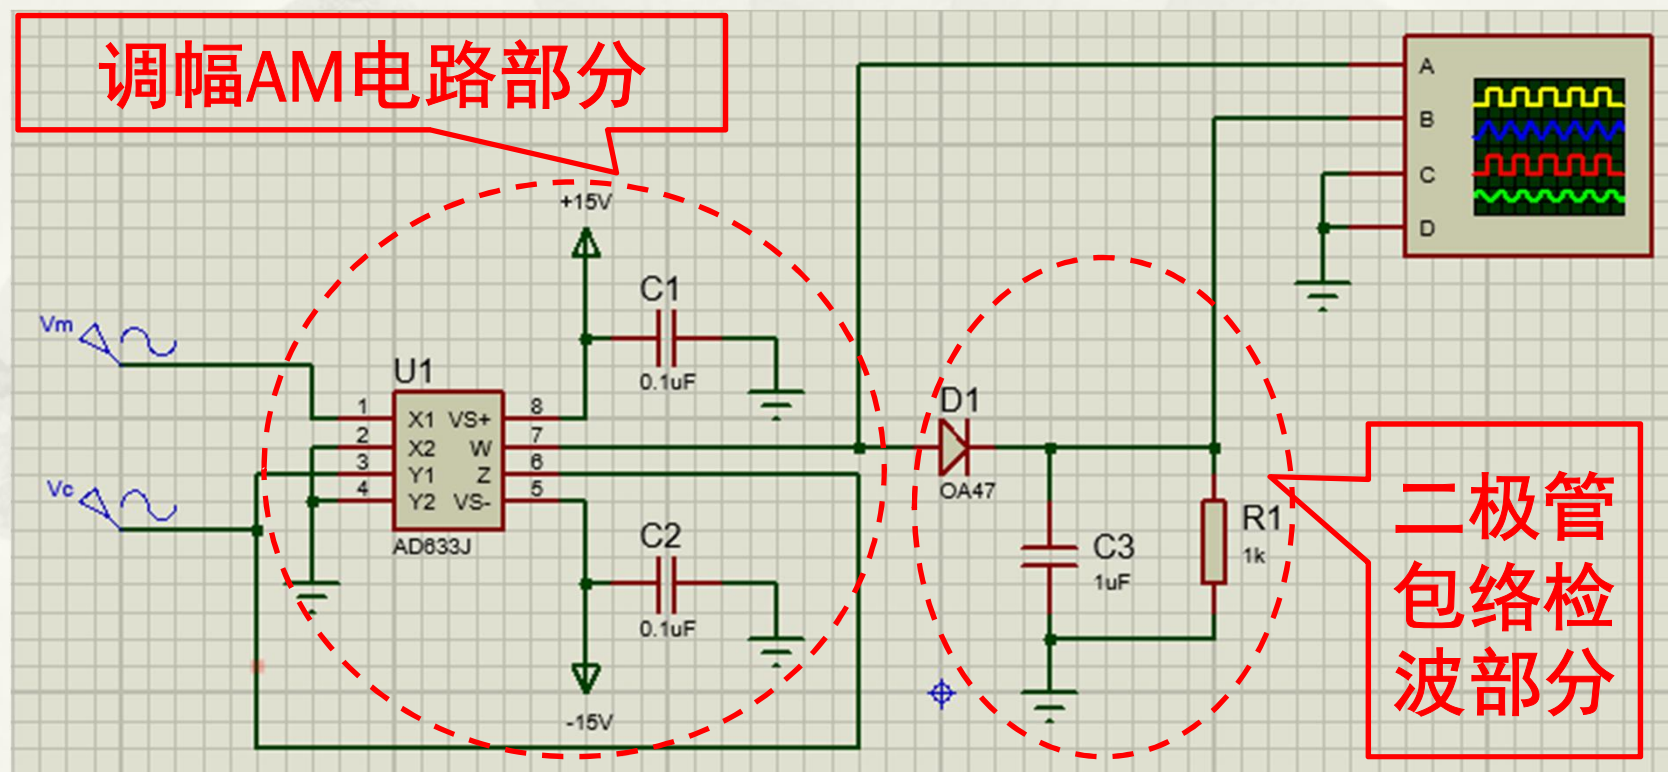 调幅AM电路部分
+15V
C1
0.1uF
Vm
U1
1
2
3
4
X1
X2
Y1
Y2
VS+
W
Z
VS-
8
7
6
5
AD633J
Vc
C2
0.1uF
-15V
D1
OA47
C3
1uF
R1
1k
A
B
C
D
二极管
包络检
波部分